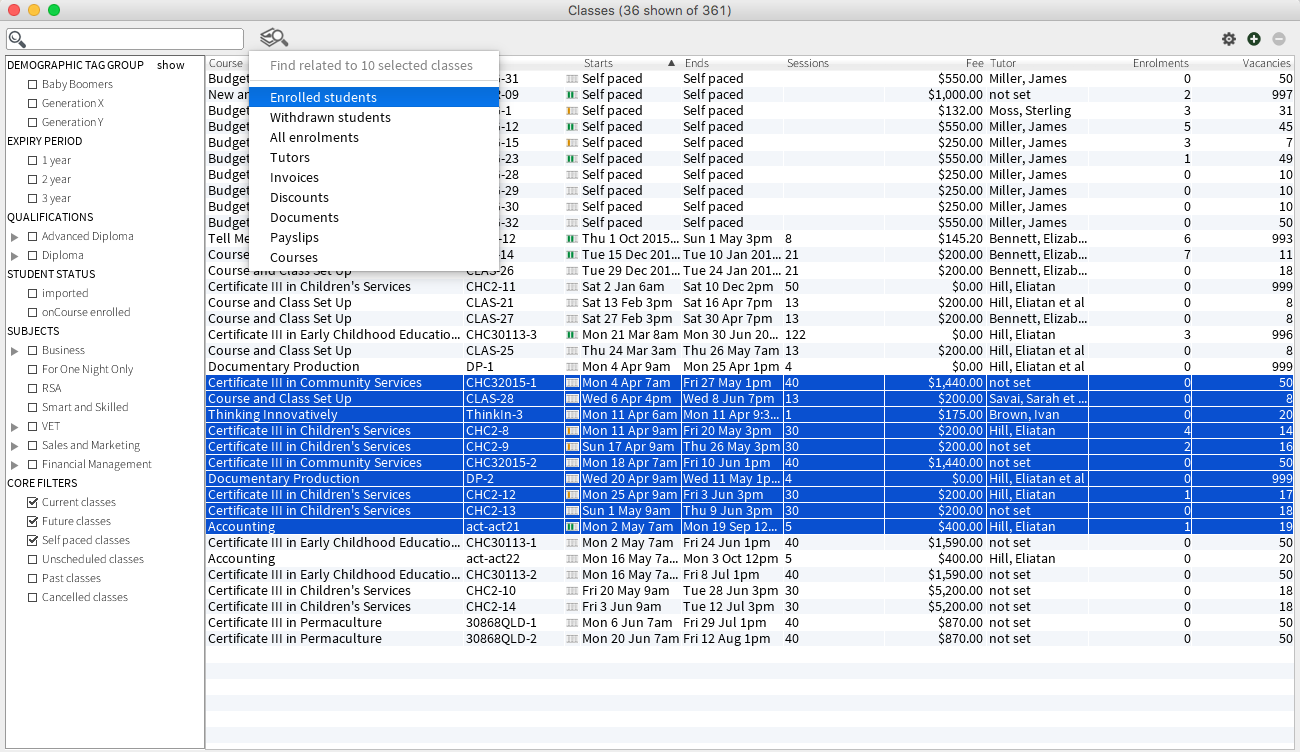 Classes (36 shown of 361)
DEMOGRAPHIC TAG GROUP show
Baby Boomers
Generation X
Generation Y
EXPIRY PERIOD
1 year
2 year
3 year
QUALIFICATIONS
Advanced Diploma
Diploma
STUDENT STATUS
imported
onCourse enrolled
SUBJECTS
Business
For One Night Only
RSA
Smart and Skilled
VET
Sales and Marketing
Financial Management
CORE FILTERS
Current classes
Future classes
Self paced classes
Unscheduled classes
Past classes
Cancelled classes
Find related to 10 selected classes
Enrolled students
Withdrawn students
All enrolments
Tutors
Invoices
Discounts
Documents
Payslips
Courses
Course Starts Ends Sessions Fee Tutor Enrolments Vacancies
Budget -31 Self paced Self paced $550.00 Miller, James 0 50
New ar -09 Self paced Self paced $1,000.00 not set 2 997
Budget -1 Self paced Self paced $132.00 Moss, Sterling 3 31
Budget -12 Self paced Self paced $550.00 Miller, James 5 45
Budget -15 Self paced Self paced $250.00 Miller, James 3 7
Budget -23 Self paced Self paced $550.00 Miller, James 1 49
Budget -28 Self paced Self paced $250.00 Miller, James 0 10
Budget -29 Self paced Self paced $250.00 Miller, James 0 10
Budget -30 Self paced Self paced $250.00 Miller, James 0 10
Budget -32 Self paced Self paced $550.00 Miller, James 0 50
Tell Me -12 Thu 1 Oct 2015... Sun 1 May 3pm 8 $145.20 Bennett, Elizab... 6 993
Course -14 Tue 15 Dec 201... Tue 10 Jan 201... 21 $200.00 Bennett, Elizab... 7 11
Course and Class Set Up CLAS-26 Tue 29 Dec 201... Tue 24 Jan 201... 21 $200.00 Bennett, Elizab... 0 18
Certificate III in Children's Services CHC2-11 Sat 2 Jan 6am Sat 10 Dec 2pm 50 $0.00 Hill, Eliatan 0 999
Course and Class Set Up CLAS-21 Sat 13 Feb 3pm Sat 16 Apr 7pm 13 $200.00 Hill, Eliatan et al 0 8
Course and Class Set Up CLAS-27 Sat 27 Feb 3pm Sat 30 Apr 7pm 13 $200.00 Bennett, Elizab... 0 8
Certificate III in Early Childhood Educatio... CHC30113-3 Mon 21 Mar 8am Mon 30 Jun 20... 122 $0.00 Hill, Eliatan 3 996
Course and Class Set Up CLAS-25 Thu 24 Mar 3am Thu 26 May 7am 13 $200.00 Hill, Eliatan et al 0 8
Documentary Production DP-1 Mon 4 Apr 9am Mon 25 Apr 1pm 4 $0.00 Hill, Eliatan et al 0 999
Certificate III in Community Services CHC32015-1 Mon 4 Apr 7am Fri 27 May 1pm 40 $1,440.00 not set 0 50
Course and Class Set Up CLAS-28 Wed 6 Apr 4pm Wed 8 Jun 7pm 13 $200.00 Savai, Sarah et ... 0 8
Thinking Innovatively ThinkIn-3 Mon 11 Apr 6am Mon 11 Apr 9:3... 1 $175.00 Brown, Ivan 0 20
Certificate III in Children's Services CHC2-8 Mon 11 Apr 9am Fri 20 May 3pm 30 $200.00 Hill, Eliatan 4 14
Certificate III in Children's Services CHC2-9 Sun 17 Apr 9am Thu 26 May 3pm 30 $200.00 not set 2 16
Certificate III in Community Services CHC32015-2 Mon 18 Apr 7am Fri 10 Jun 1pm 40 $1,440.00 not set 0 50
Documentary Production DP-2 Wed 20 Apr 9am Wed 11 May 1p... 4 $0.00 Hill, Eliatan et al 0 999
Certificate III in Children's Services CHC2-12 Mon 25 Apr 9am Fri 3 Jun 3pm 30 $200.00 Hill, Eliatan 1 17
Certificate III in Children's Services CHC2-13 Sun 1 May 9am Thu 9 Jun 3pm 30 $200.00 not set 0 18
Accounting act-act21 Mon 2 May 7am Mon 19 Sep 12... 5 $400.00 Hill, Eliatan 1 19
Certificate III in Early Childhood Educatio... CHC30113-1 Mon 2 May 7am Fri 24 Jun 1pm 40 $1,590.00 not set 0 50
Accounting act-act22 Mon 16 May 7a... Mon 3 Oct 12pm 5 $400.00 Hill, Eliatan 0 20
Certificate III in Early Childhood Educatio... CHC30113-2 Mon 16 May 7a... Fri 8 Jul 1pm 40 $1,590.00 not set 0 50
Certificate III in Children's Services CHC2-10 Fri 20 May 9am Tue 28 Jun 3pm 30 $5,200.00 not set 0 18
Certificate III in Children's Services CHC2-14 Fri 3 Jun 9am Tue 12 Jul 3pm 30 $5,200.00 not set 0 18
Certificate III in Permaculture 30868QLD-1 Mon 6 Jun 7am Fri 29 Jul 1pm 40 $870.00 not set 0 50
Certificate III in Permaculture 30868QLD-2 Mon 20 Jun 7am Fri 12 Aug 1pm 40 $870.00 not set 0 50